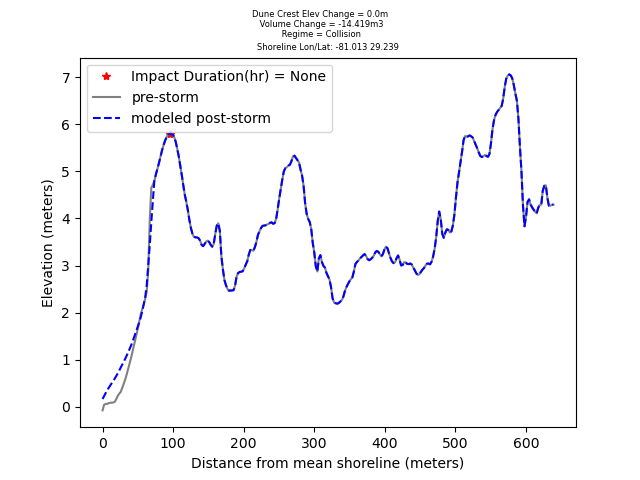 Dune Crest Elev Change = 0.0m
Volume Change = -14.419m3
Regime = Collision
Shoreline Lon/Lat: -81.013 29.239
Impact Duration(hr) = None
pre-storm
modeled post-storm
7
6
5
4
3
2
1
0
Elevation (meters)
0 100 200 300 400 500 600
Distance from mean shoreline (meters)